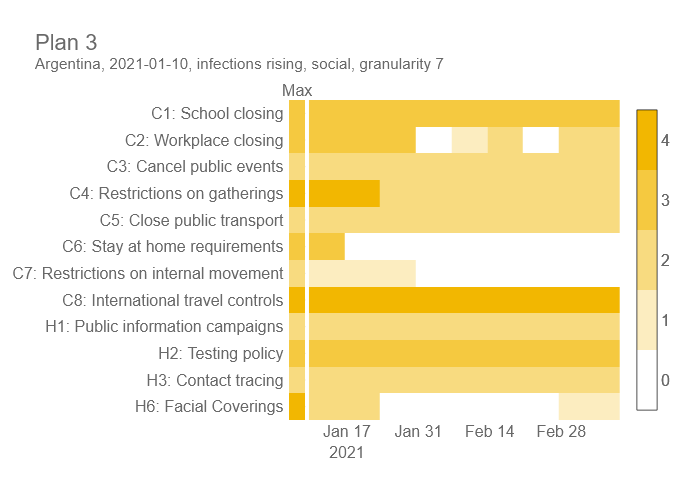 Plan 3
Argentina, 2021-01-10, infections rising, social, granularity 7
Max
C1: School closing
C2: Workplace closing
C3: Cancel public events
C4: Restrictions on gatherings
C5: Close public transport
C6: Stay at home requirements
C7: Restrictions on internal movement
C8: International travel controls
H1: Public information campaigns
H2: Testing policy
H3: Contact tracing
H6: Facial Coverings
Jan 17 Jan 31 Feb 14 Feb 28
2021
4
3
2
1
0